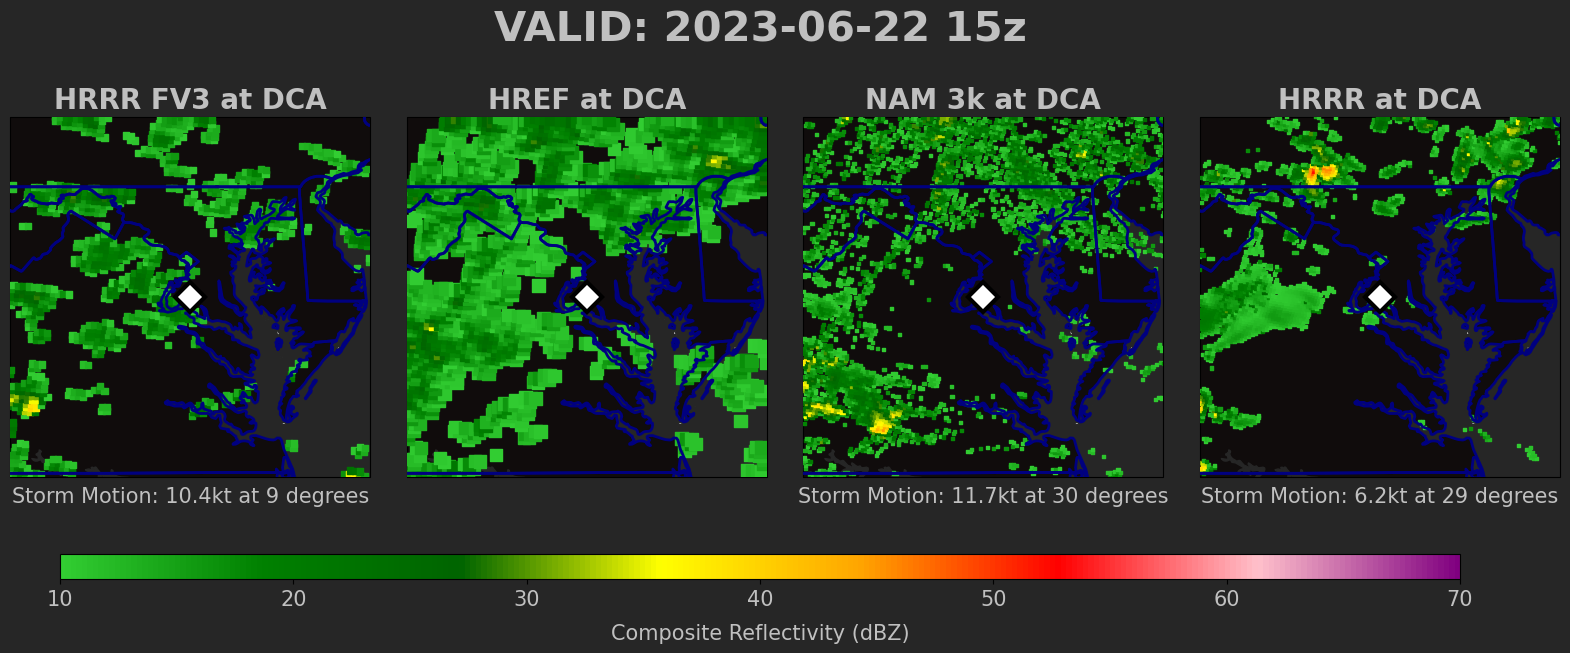 VALID: 2023-06-22 15z
HRRR FV3 at DCA
HREF at DCA
NAM 3k at DCA
HRRR at DCA
Storm Motion: 10.4kt at 9 degrees
Storm Motion: 11.7kt at 30 degrees
Storm Motion: 6.2kt at 29 degrees
10 20 30 40 50 60 70
Composite Reflectivity (dBZ)